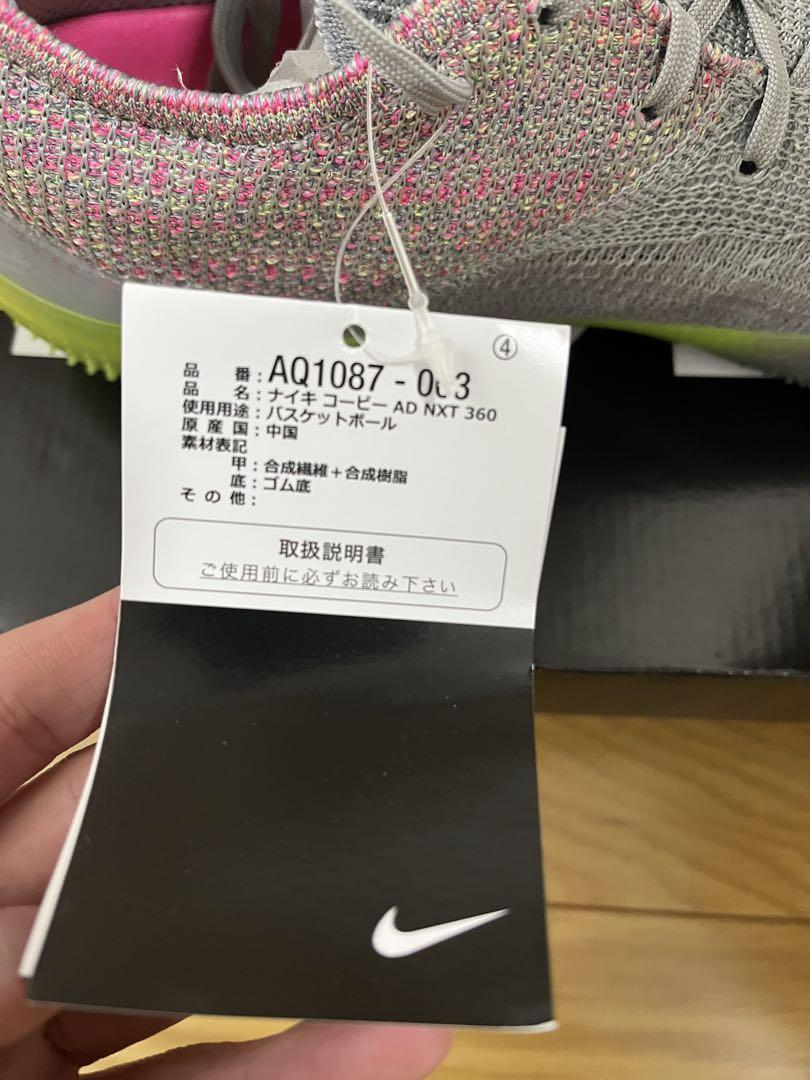 ④
品　番：AQ1087 - 003
品　名：ナイキ コービー AD NXT 360
使用用途：バスケットボール
原 産 国：中国
素材表記
甲：合成繊維＋合成樹脂
底：ゴム底
そ の 他：
取扱説明書
ご使用前に必ずお読み下さい